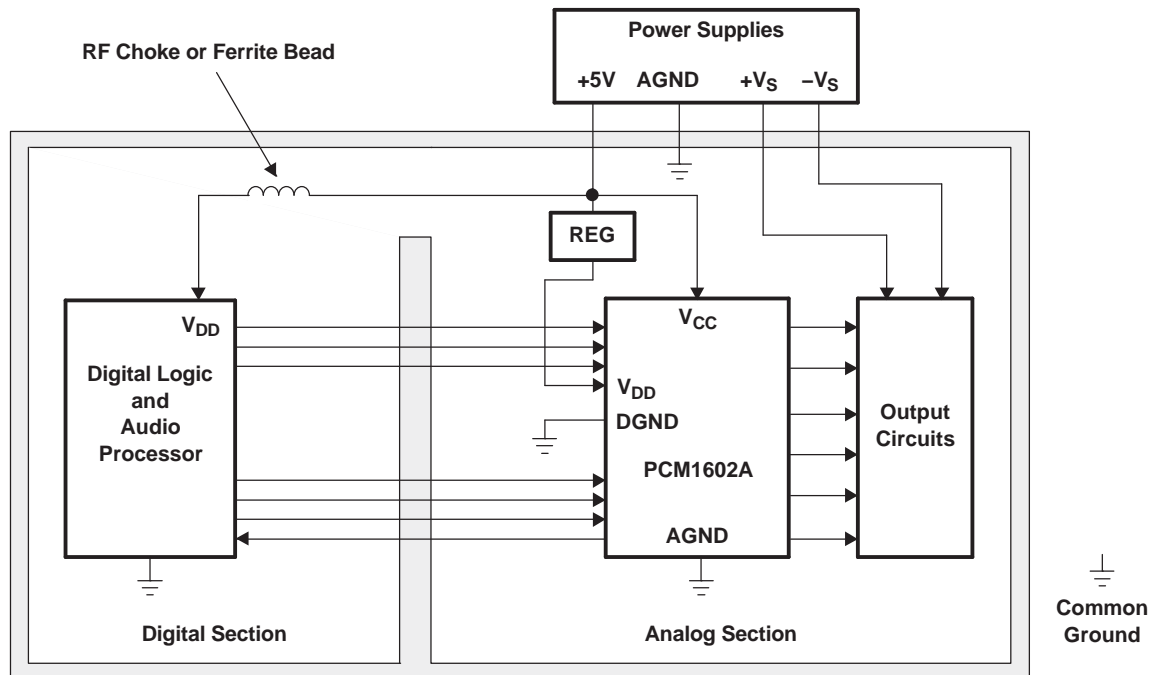 Power Supplies
+5V AGND +VS –VS
RF Choke or Ferrite Bead
REG
VDD
Digital Logic
and
Audio
Processor
VCC
VDD
DGND
PCM1602A
AGND
Output
Circuits
Digital Section
Analog Section
Common
Ground